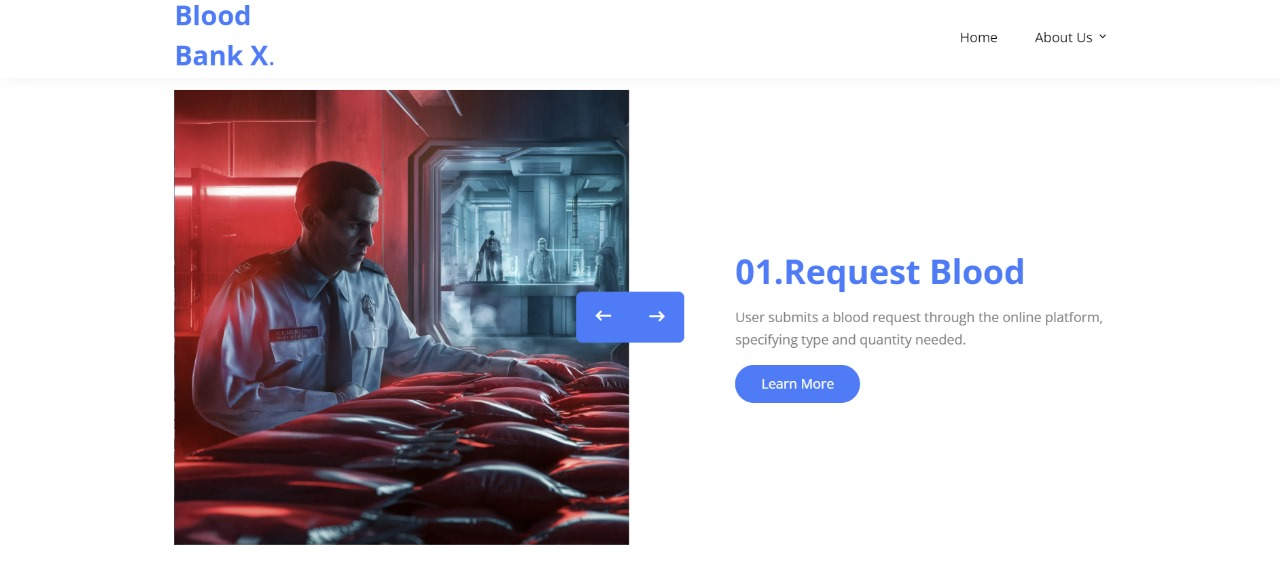 Blood
Bank X.
Home
About Us
01.Request Blood
User submits a blood request through the online platform,
specifying type and quantity needed.
Learn More